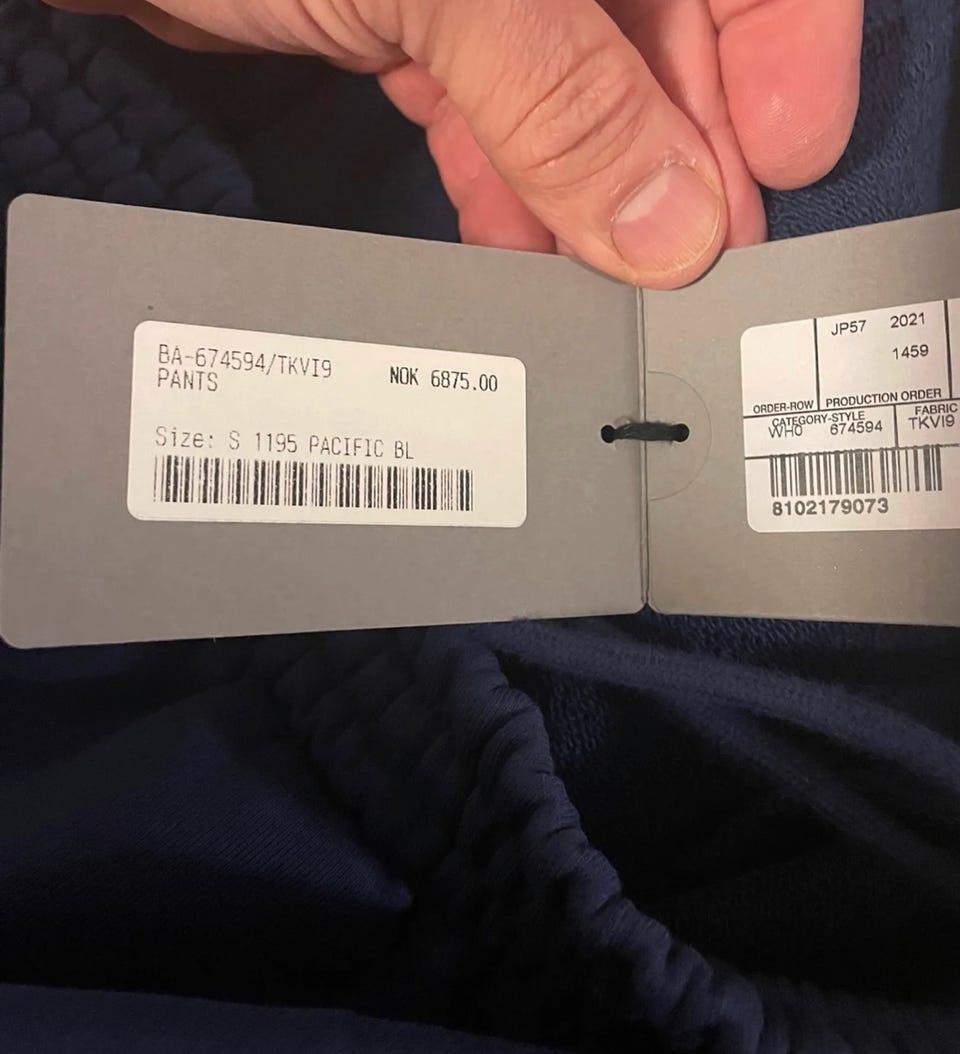 BA-674594/TKVI9
PANTS
NOK 6875.00
Size: S 1195 PACIFIC BL
JP57 2021
1459
ORDER-ROW PRODUCTION ORDER
CATEGORY-STYLE FABRIC
WH0 674594 TKVI9
8102179073